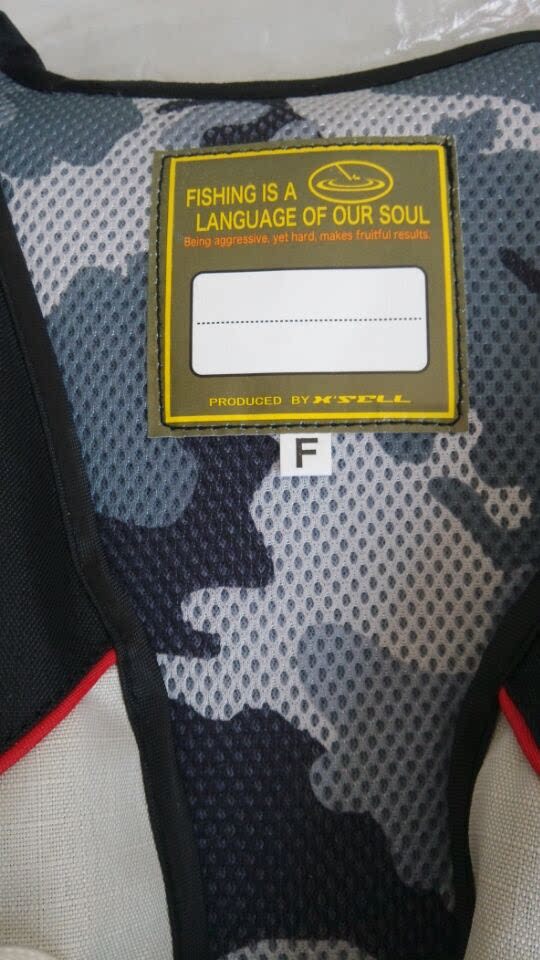 FISHING IS A
LANGUAGE OF OUR SOUL
Being aggressive, yet hard, makes fruitful results.
PRODUCED BY X'SELL
F